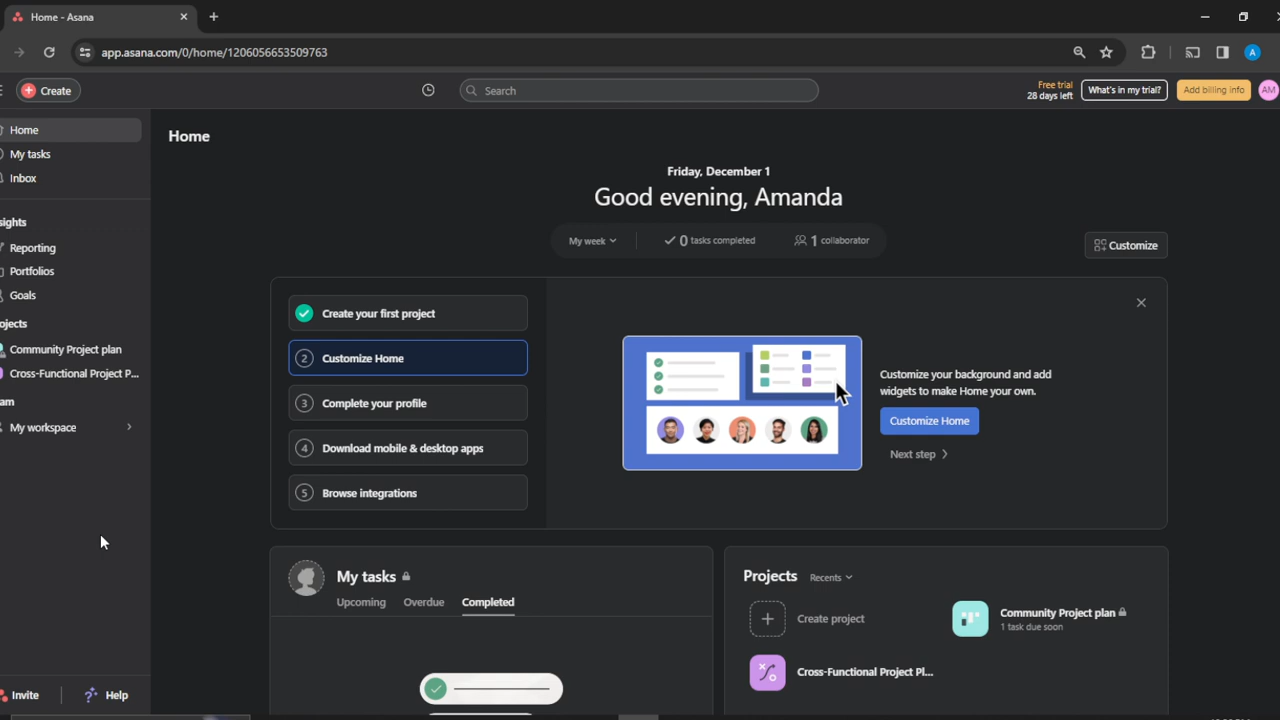 Home - Asana
app.asana.com/0/home/1206056653509763
A
Create
Search
Free trial
28 days left
What's in my trial?
Add billing info
AM
Home
My tasks
Inbox
sights
Reporting
Portfolios
Goals
ojects
Community Project plan
Cross-Functional Project P...
am
My workspace
Invite
Help
Home
Friday, December 1
Good evening, Amanda
My week
0 tasks completed
1 collaborator
Customize
Create your first project
2 Customize Home
3 Complete your profile
4 Download mobile & desktop apps
5 Browse integrations
Customize your background and add
widgets to make Home your own.
Customize Home
Next step
My tasks
Upcoming Overdue Completed
Projects Recents
Create project
Community Project plan
1 task due soon
Cross-Functional Project Pl...